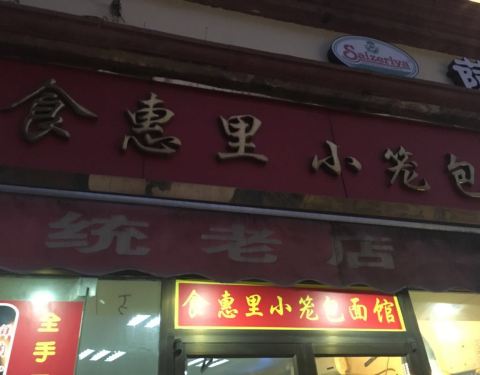 Saizeriya
萨
食惠里小笼包
统老店
食惠里小笼包面馆
全手